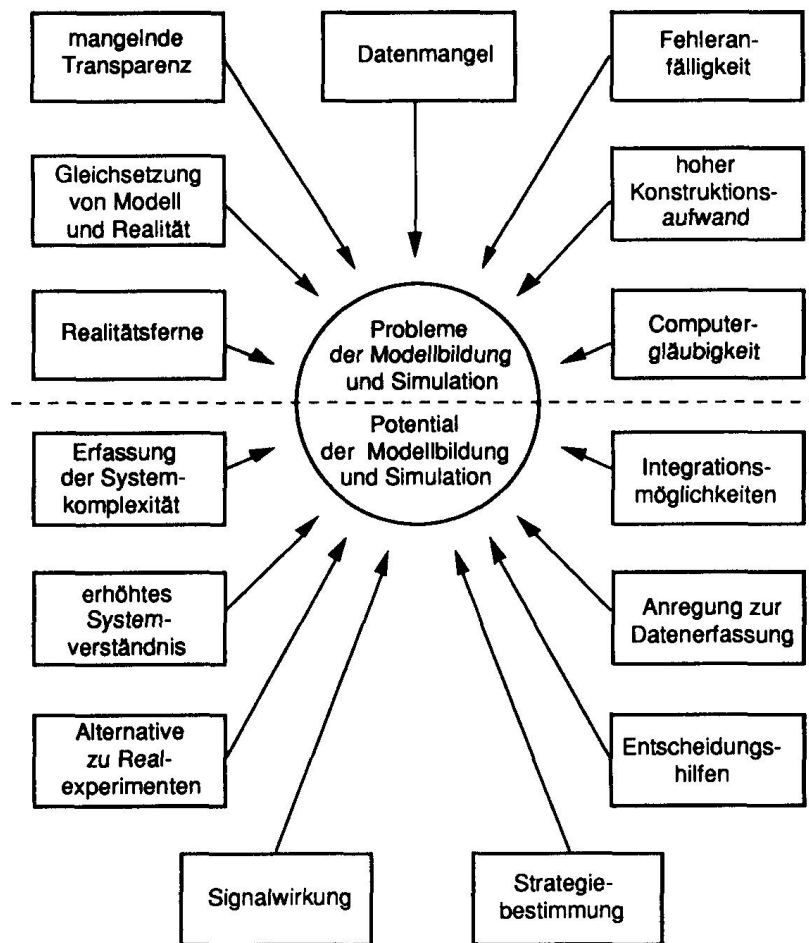 mangelnde
Transparenz
Datenmangel
Fehleran-
fälligkeit
Gleichsetzung
von Modell
und Realität
hoher
Konstruktions-
aufwand
Realitätsferne
Probleme
der Modellbildung
und Simulation
Computer-
gläubigkeit
Erfassung
der System-
komplexität
Potential
der Modellbildung
und Simulation
Integrations-
möglichkeiten
erhöhtes
System-
verständnis
Anregung zur
Datenerfassung
Alternative
zu Real-
experimenten
Entscheidungs-
hilfen
Signalwirkung
Strategie-
bestimmung